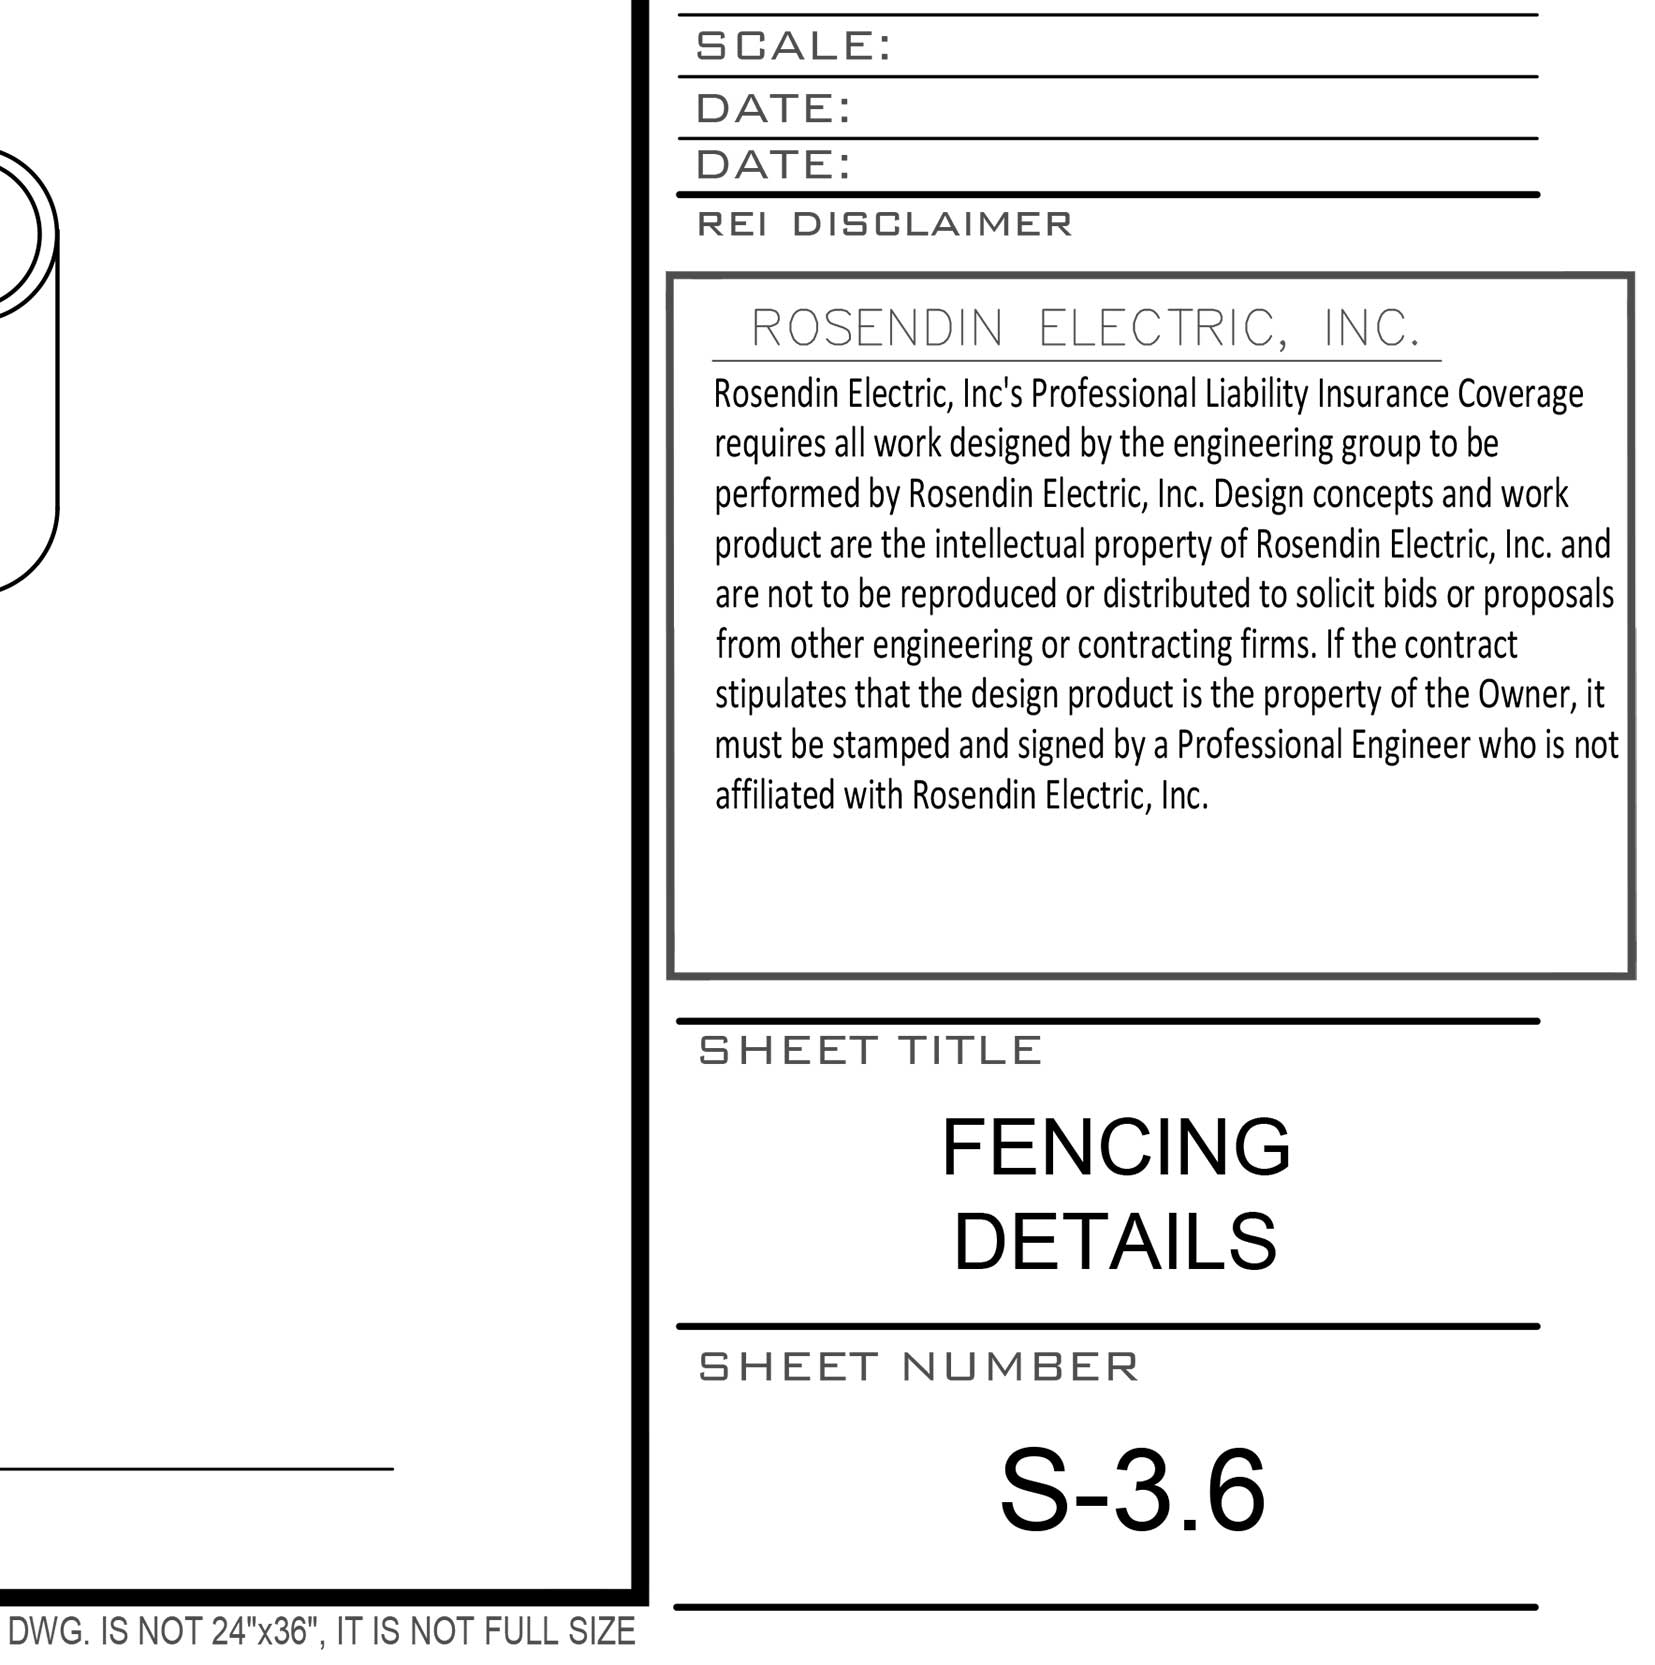 SCALE:
DATE:
DATE:
REI DISCLAIMER
ROSENDIN ELECTRIC, INC.
Rosendin Electric, Inc's Professional Liability Insurance Coverage
requires all work designed by the engineering group to be
performed by Rosendin Electric, Inc. Design concepts and work
product are the intellectual property of Rosendin Electric, Inc. and
are not to be reproduced or distributed to solicit bids or proposals
from other engineering or contracting firms. If the contract
stipulates that the design product is the property of the Owner, it
must be stamped and signed by a Professional Engineer who is not
affiliated with Rosendin Electric, Inc.
SHEET TITLE
FENCING
DETAILS
SHEET NUMBER
S-3.6
DWG. IS NOT 24"x36", IT IS NOT FULL SIZE